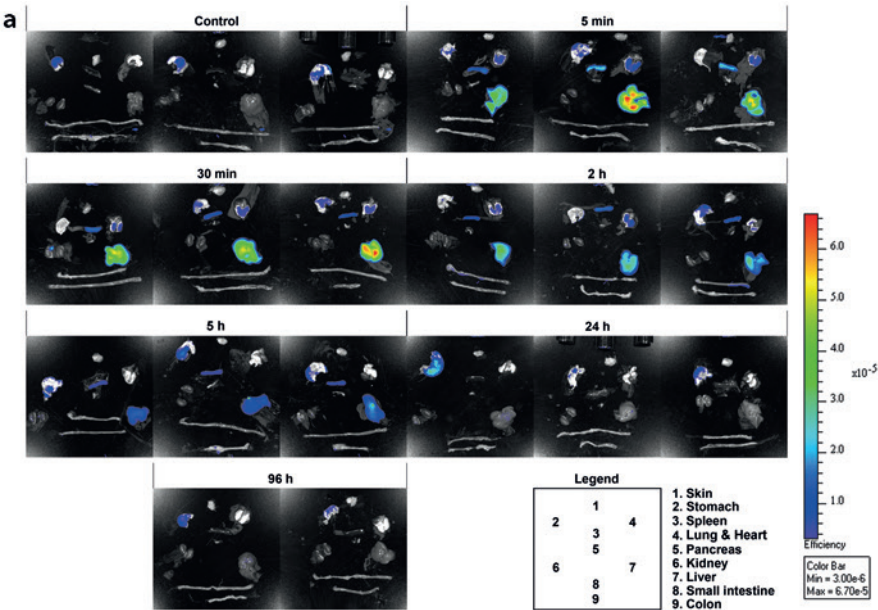 a
Control
5 min
30 min
2 h
5 h
24 h
96 h
Legend
1
2
4
3
5
6
7
8
9
1. Skin
2. Stomach
3. Spleen
4. Lung & Heart
5. Pancreas
6. Kidney
7. Liver
8. Small intestine
9. Colon
6.0
5.0
4.0
x10-5
3.0
2.0
1.0
Efficiency
Color Bar
Min = 3.00e-6
Max = 6.70e-5